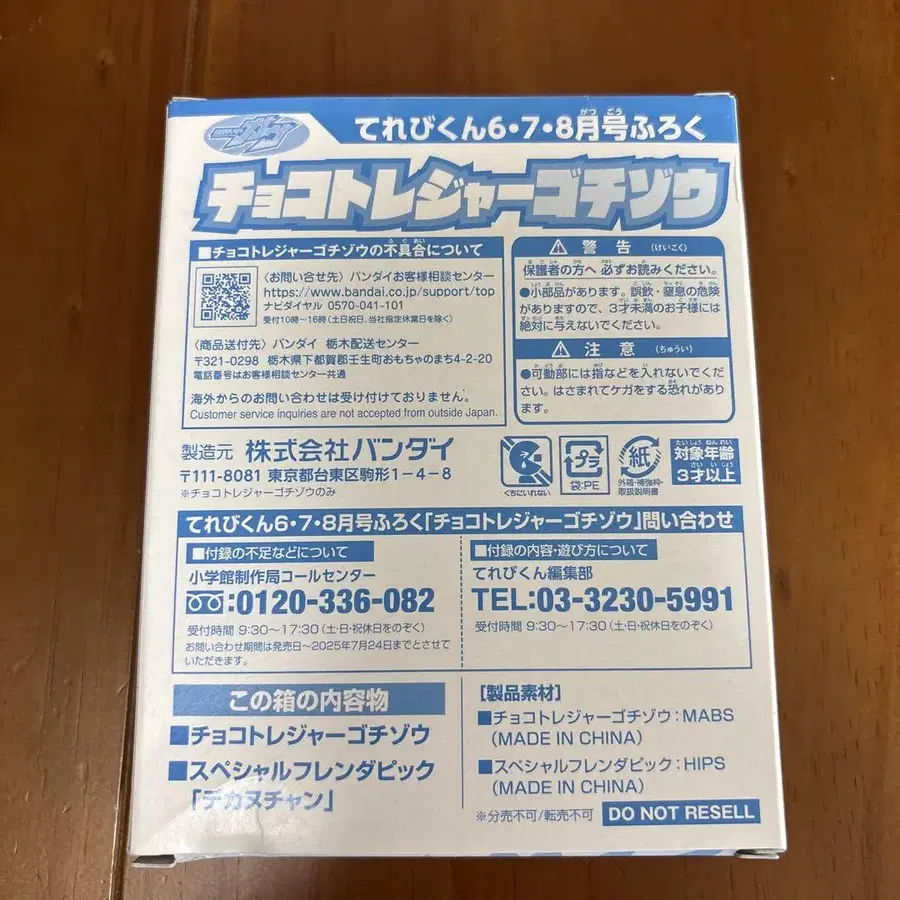 てれびくん6・7・8月号ふろく
チョコトレジャーゴチゾウ
■チョコトレジャーゴチゾウの不具合について
〈お問い合せ先〉バンダイお客様相談センター
https://www.bandai.co.jp/support/top
ナビダイヤル 0570-041-101
受付10時~16時(土日祝日、当社指定休業日を除く)
〈商品送付先〉バンダイ 栃木配送センター
〒321-0298 栃木県下都賀郡壬生町おもちゃのまち4-2-20
電話番号はお客様相談センター共通
海外からのお問い合わせは受け付けておりません。
Customer service inquiries are not accepted from outside Japan.
⚠ 警告 (けいこく)
保護者の方へ 必ずお読みください。
●小部品があります。誤飲・窒息の危険
がありますので、3才未満のお子様には
絶対に与えないでください。
⚠ 注意 (ちゅうい)
●可動部には指などを入れないでくだ
さい。はさまれてケガをする恐れがあり
ます。
製造元 株式会社バンダイ
〒111-8081 東京都台東区駒形1-4-8
※チョコトレジャーゴチゾウのみ
くちにいれない
プラ
袋:PE
紙
外箱・補強枠・
取扱説明書
対象年齢
3才以上
てれびくん6・7・8月号ふろく「チョコトレジャーゴチゾウ」問い合わせ
■付録の不足などについて
小学館制作局コールセンター
:0120-336-082
受付時間 9:30~17:30(土・日・祝休日をのぞく)
お問い合わせ期間は発売日~2025年7月24日までとさせて
いただきます。
■付録の内容・遊び方について
てれびくん編集部
TEL:03-3230-5991
受付時間 9:30~17:30(土・日・祝休日をのぞく)
この箱の内容物
■チョコトレジャーゴチゾウ
■スペシャルフレンダピック
「デカヌチャン」
【製品素材】
■チョコトレジャーゴチゾウ:MABS
(MADE IN CHINA)
■スペシャルフレンダピック:HIPS
(MADE IN CHINA)
※分売不可/転売不可 DO NOT RESELL